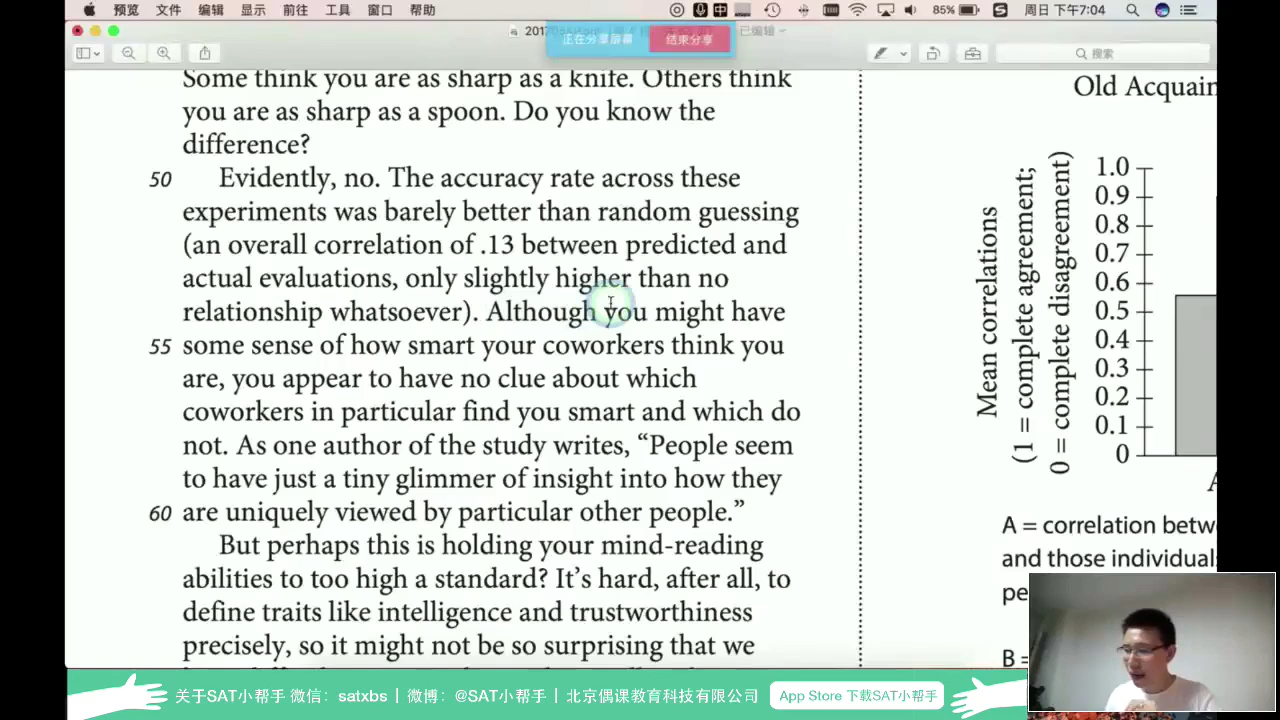 预览 文件 编辑 显示 前往 工具 窗口 帮助
85% 周日 下午7:04
正在分享屏幕 结束分享
已编辑
搜索
Some think you are as sharp as a knife. Others think
you are as sharp as a spoon. Do you know the
difference?
50 Evidently, no. The accuracy rate across these
experiments was barely better than random guessing
(an overall correlation of .13 between predicted and
actual evaluations, only slightly higher than no
relationship whatsoever). Although you might have
55 some sense of how smart your coworkers think you
are, you appear to have no clue about which
coworkers in particular find you smart and which do
not. As one author of the study writes, “People seem
to have just a tiny glimmer of insight into how they
60 are uniquely viewed by particular other people.”
But perhaps this is holding your mind-reading
abilities to too high a standard? It’s hard, after all, to
define traits like intelligence and trustworthiness
precisely, so it might not be so surprising that we
Old Acquain
Mean correlations
(1 = complete agreement;
0 = complete disagreement)
1.0
0.9
0.8
0.7
0.6
0.5
0.4
0.3
0.2
0.1
0
A = correlation betw
and those individuals
pe
B =
关于SAT小帮手 微信：satxbs | 微博：@SAT小帮手 | 北京偶课教育科技有限公司
App Store 下载SAT小帮手